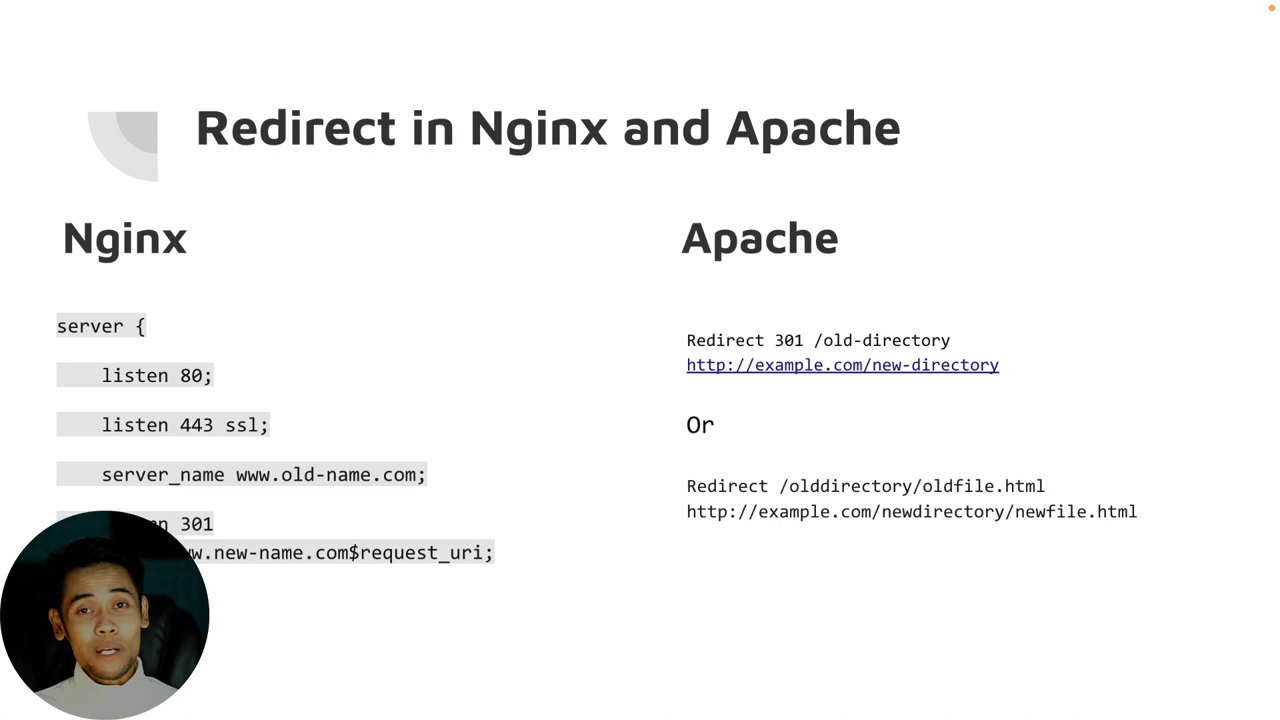 Redirect in Nginx and Apache
Nginx
server {
listen 80;
listen 443 ssl;
server_name www.old-name.com;
301
.new-name.com$request_uri;
Apache
Redirect 301 /old-directory
http://example.com/new-directory
Or
Redirect /olddirectory/oldfile.html
http://example.com/newdirectory/newfile.html